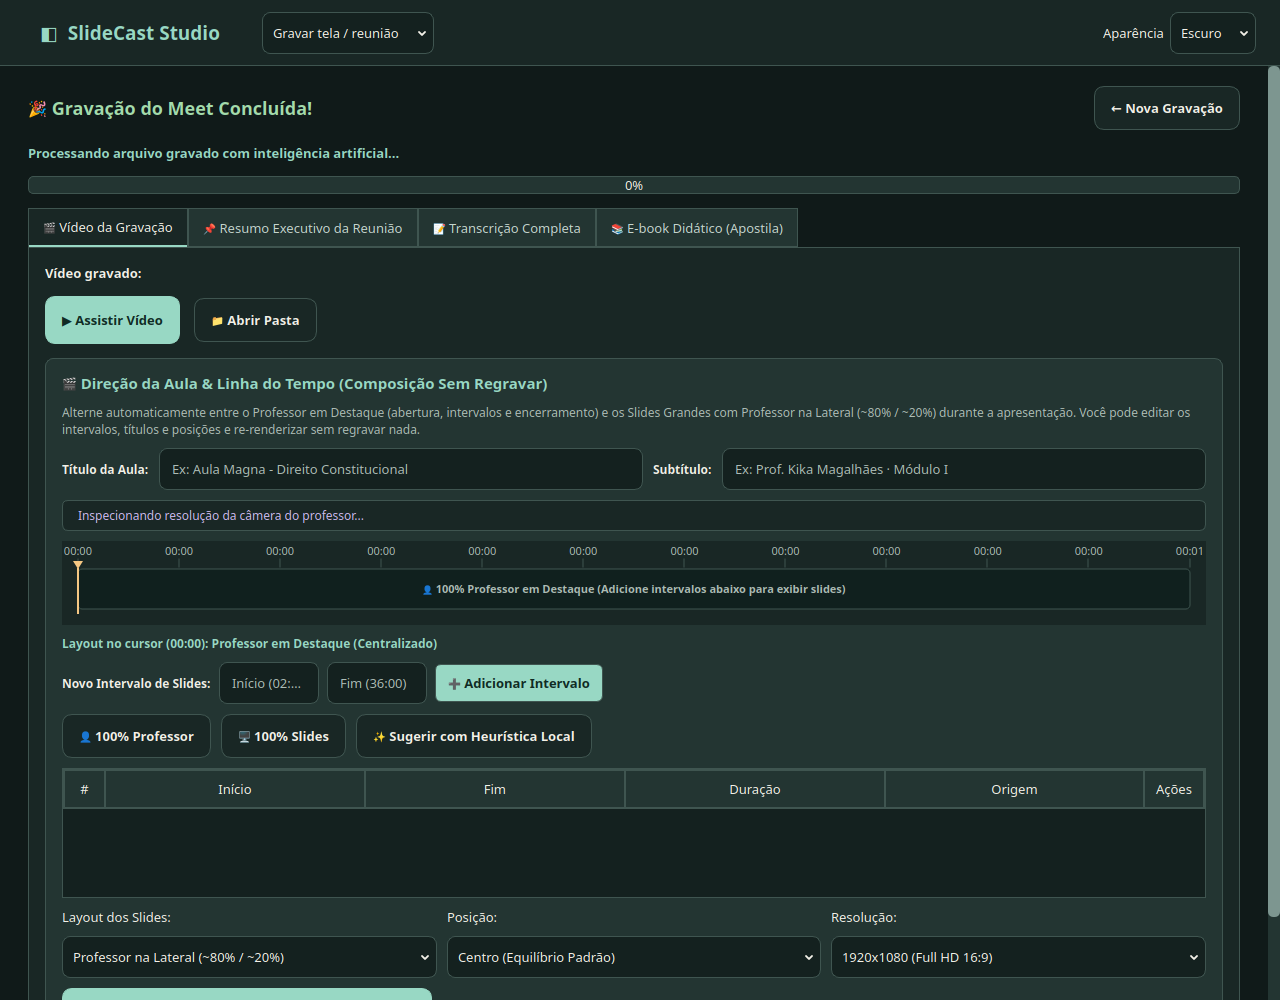 SlideCast Studio
Gravar tela / reunião
Aparência
Escuro
🎉 Gravação do Meet Concluída!
← Nova Gravação
Processando arquivo gravado com inteligência artificial...
0%
🎬 Vídeo da Gravação
📌 Resumo Executivo da Reunião
📝 Transcrição Completa
📚 E-book Didático (Apostila)
Vídeo gravado:
▶ Assistir Vídeo
📁 Abrir Pasta
🎬 Direção da Aula & Linha do Tempo (Composição Sem Regravar)
Alterne automaticamente entre o Professor em Destaque (abertura, intervalos e encerramento) e os Slides Grandes com Professor na Lateral (~80% / ~20%) durante a apresentação. Você pode editar os
intervalos, títulos e posições e re-renderizar sem regravar nada.
Título da Aula:
Ex: Aula Magna - Direito Constitucional
Subtítulo:
Ex: Prof. Kika Magalhães · Módulo I
Inspecionando resolução da câmera do professor...
00:00 00:00 00:00 00:00 00:00 00:00 00:00 00:00 00:00 00:00 00:00 00:01
👤 100% Professor em Destaque (Adicione intervalos abaixo para exibir slides)
Layout no cursor (00:00): Professor em Destaque (Centralizado)
Novo Intervalo de Slides:
Início (02:...
Fim (36:00)
➕ Adicionar Intervalo
👤 100% Professor
🖥️ 100% Slides
✨ Sugerir com Heurística Local
# Início Fim Duração Origem Ações
Layout dos Slides:
Posição:
Resolução:
Professor na Lateral (~80% / ~20%)
Centro (Equilíbrio Padrão)
1920x1080 (Full HD 16:9)